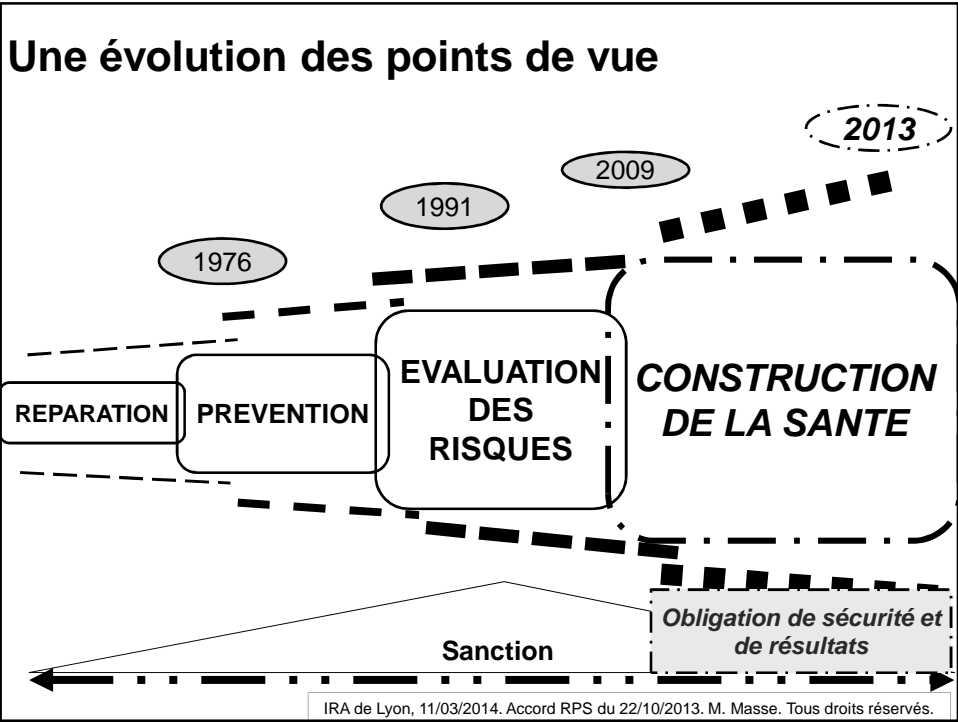 Une évolution des points de vue
2013
2009
1991
1976
REPARATION
PREVENTION
EVALUATION
DES
RISQUES
CONSTRUCTION
DE LA SANTE
Obligation de sécurité et
de résultats
Sanction
IRA de Lyon, 11/03/2014. Accord RPS du 22/10/2013. M. Masse. Tous droits réservés.